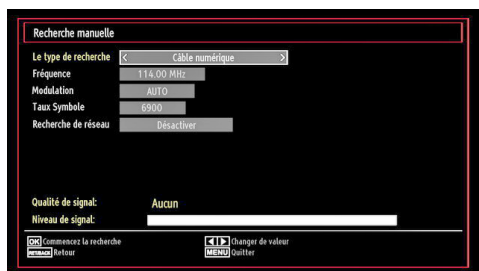 Recherche manuelle
Le type de recherche < Câble numérique >
Fréquence 114.00 MHz
Modulation AUTO
Taux Symbole 6900
Recherche de réseau Désactiver
Qualité de signal: Aucun
Niveau de signal:
OK Commencez la recherche ◀ ▶ Changer de valeur
RET/BACK Retour MENU Quitter